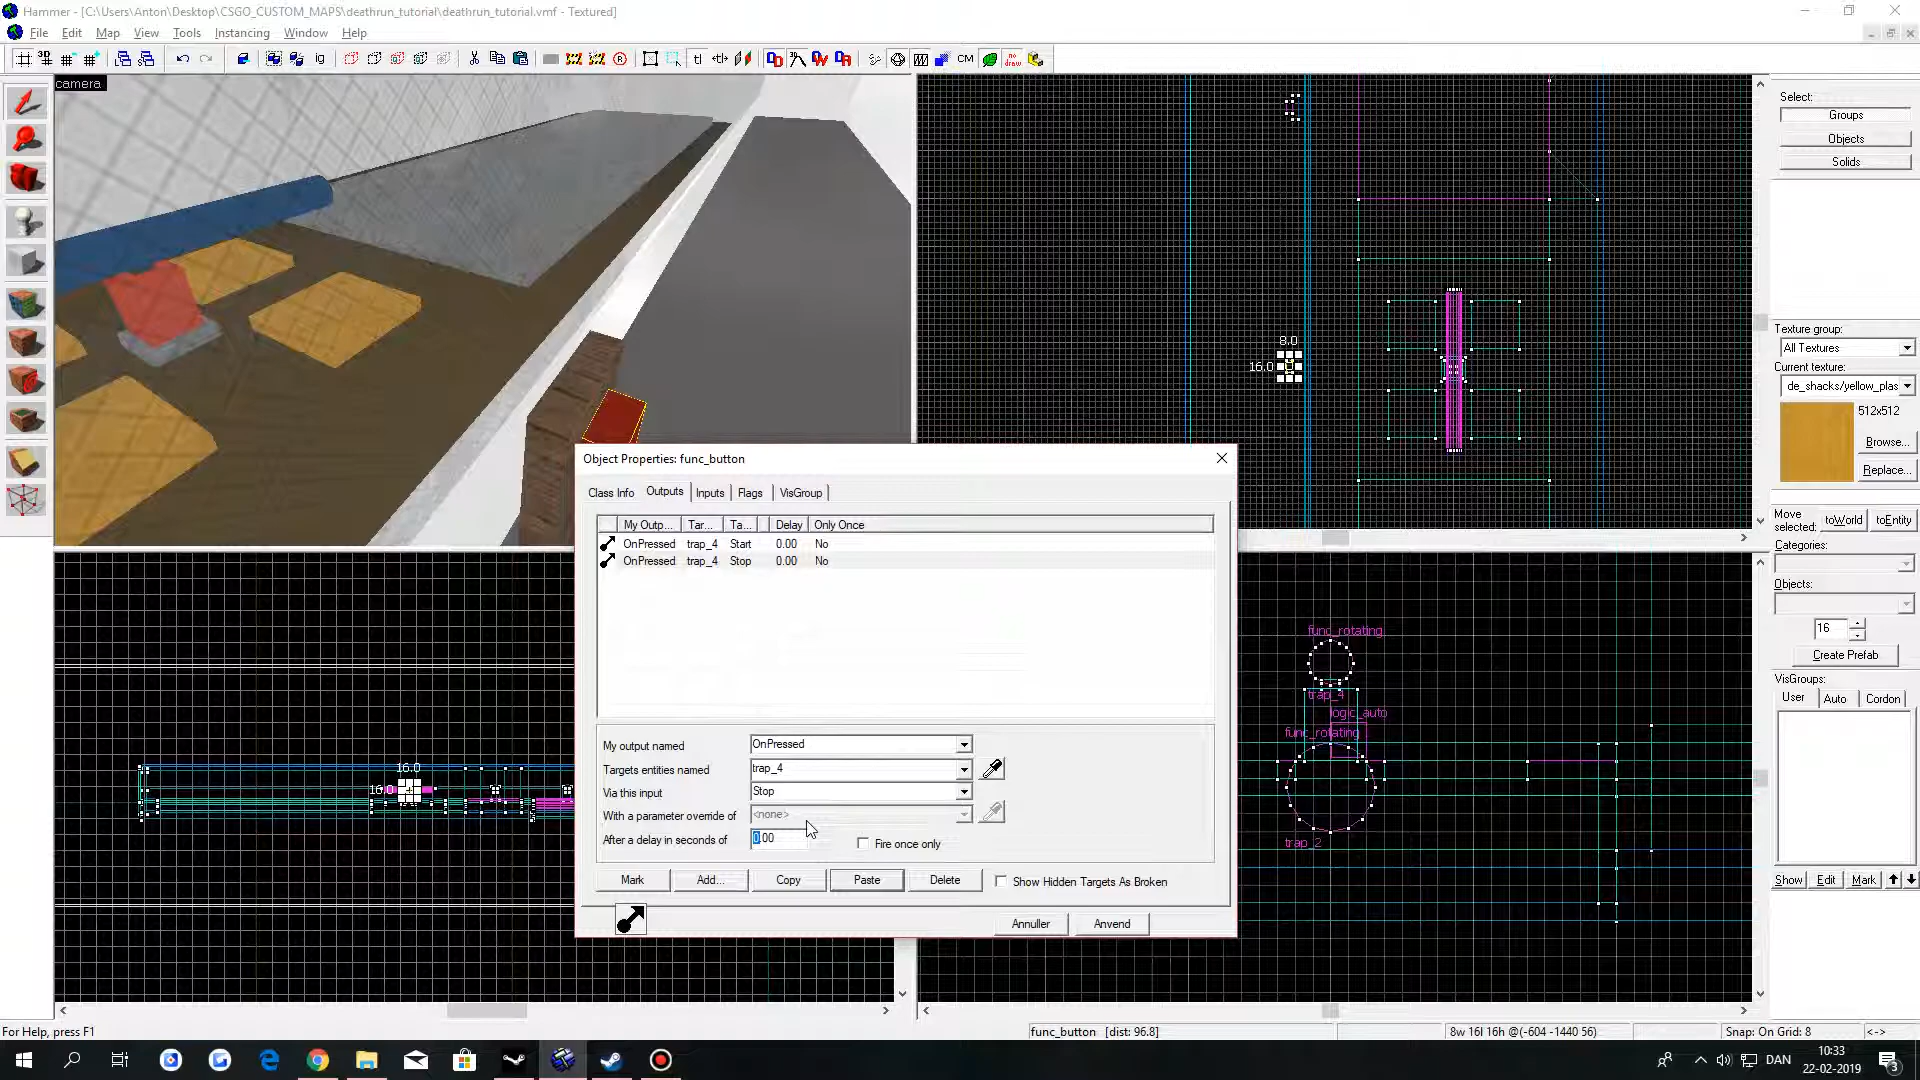 Hammer - [C:\Users\Anton\Desktop\CSGO_CUSTOM_MAPS\deathrun_tutorial\deathrun_tutorial.vmf - Textured]
File Edit Map View Tools Instancing Window Help
camera
Select:
Groups
Objects
Solids
Texture group:
All Textures
Current texture:
de_shacks/yellow_plas
512x512
Browse...
Replace...
Move selected:
toWorld
toEntity
Categories:
Objects:
16
Create Prefab
VisGroups:
User Auto Cordon
Show Edit Mark
8.0
16.0
16.0
16.0
func_rotating
trap_4
logic_auto
func_rotating
trap_2
Object Properties: func_button
Class Info Outputs Inputs Flags VisGroup
My Outp... Tar... Ta... Delay Only Once
OnPressed trap_4 Start 0.00 No
OnPressed trap_4 Stop 0.00 No
My output named OnPressed
Targets entities named trap_4
Via this input Stop
With a parameter override of <none>
After a delay in seconds of 0.00 Fire once only
Mark Add... Copy Paste Delete Show Hidden Targets As Broken
Annuller Anvend
For Help, press F1
func_button [dist: 96.8]
8w 16l 16h @(-604 -1440 56)
Snap: On Grid: 8
<->
DAN
10:33
22-02-2019
3